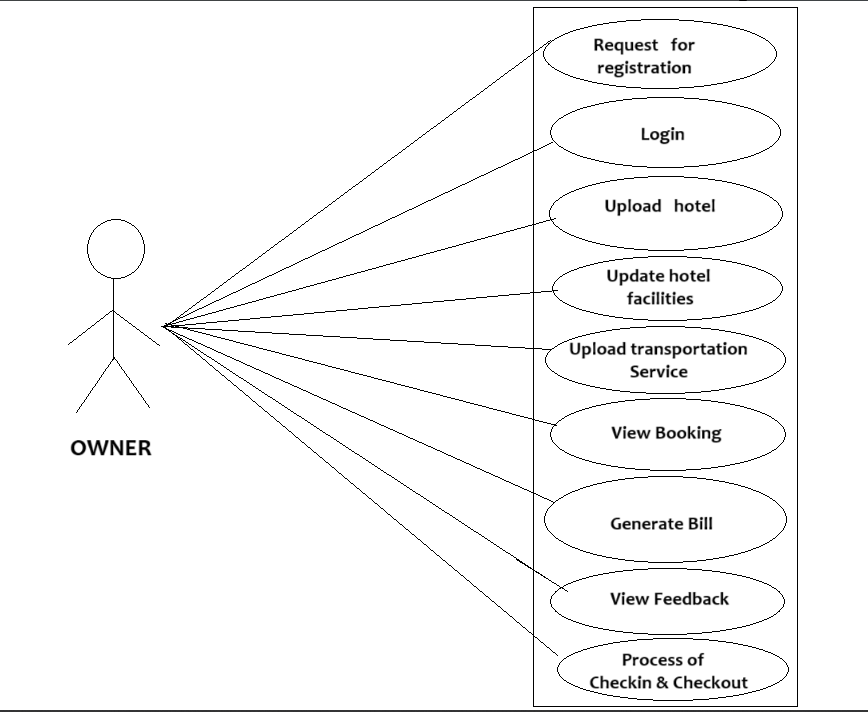 Request for
registration
Login
Upload hotel
Update hotel
facilities
Upload transportation
Service
View Booking
Generate Bill
View Feedback
Process of
Checkin & Checkout
OWNER